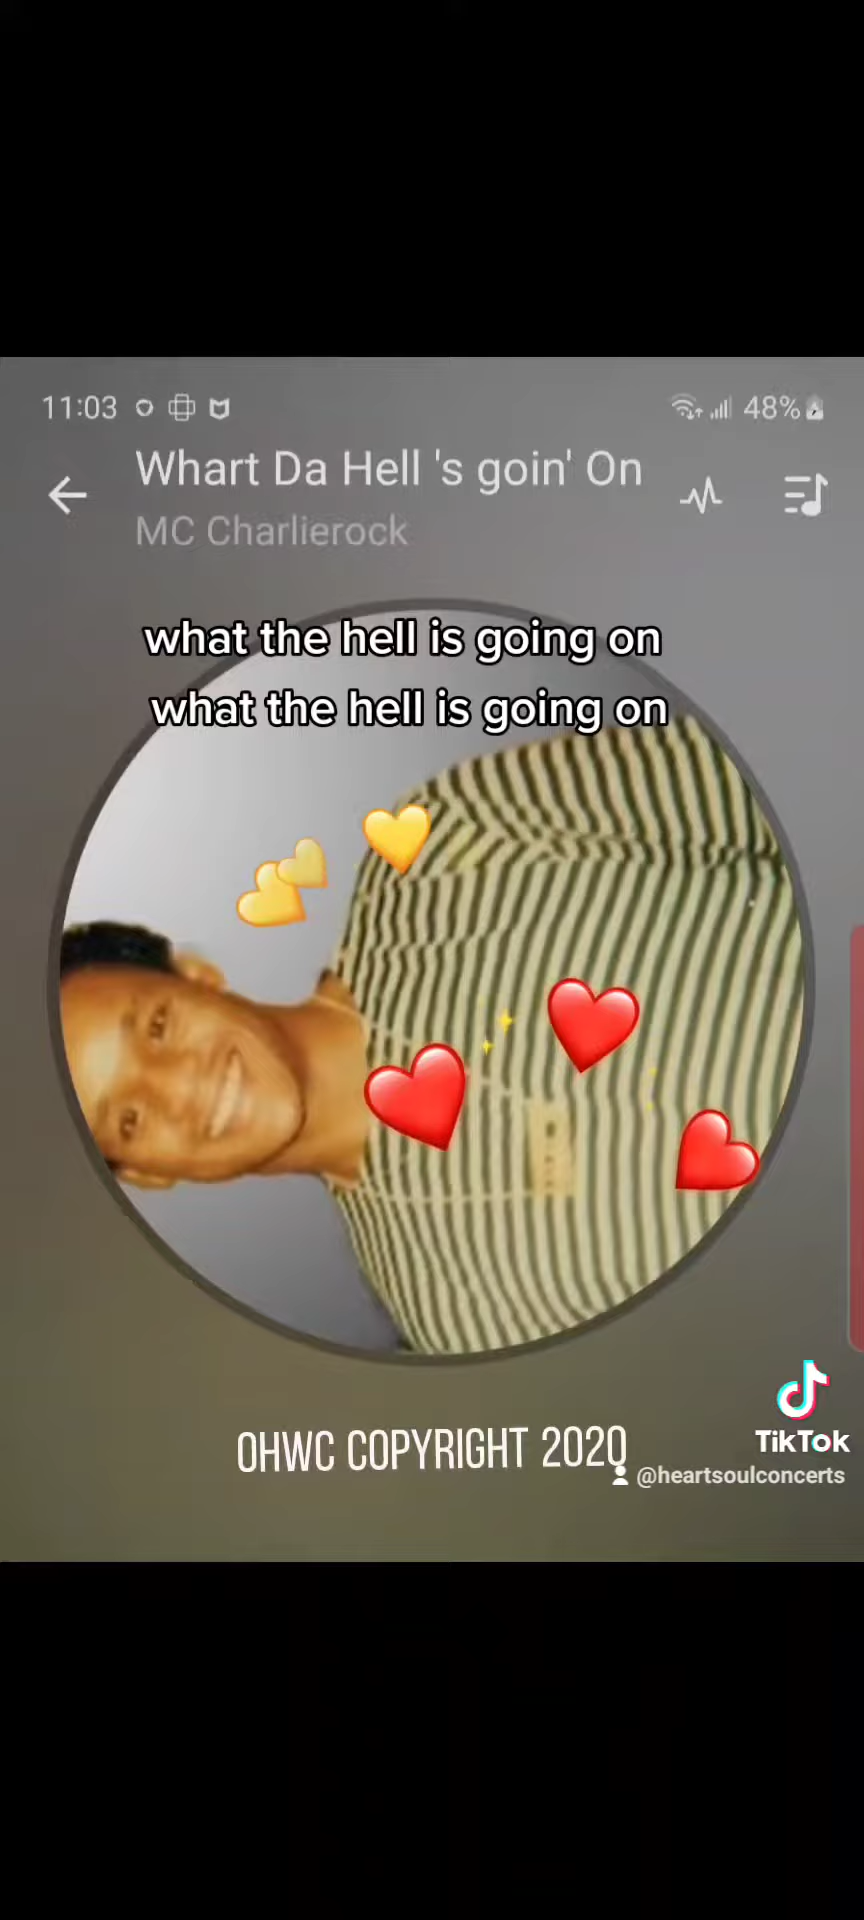 11:03
48%
Whart Da Hell 's goin' On
MC Charlierock
what the hell is going on
what the hell is going on
OHWC COPYRIGHT 2020
TikTok
@heartsoulconcerts